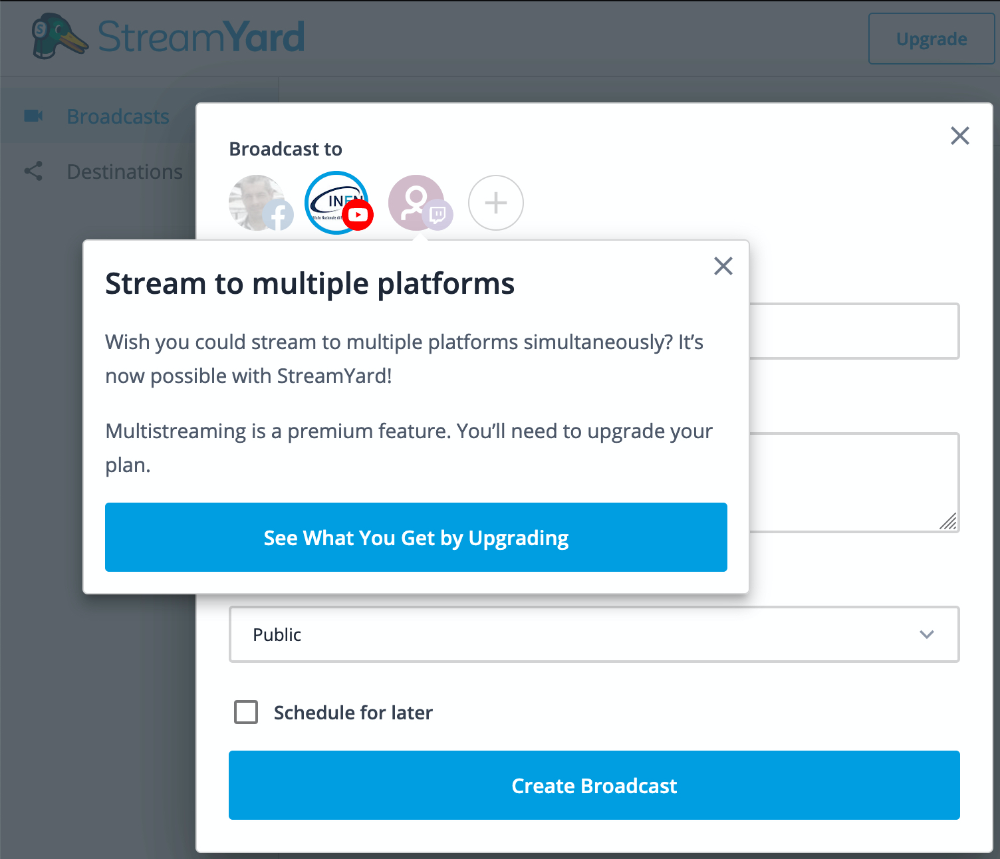 StreamYard
Upgrade
Broadcasts
Destinations
Broadcast to
INFN
Stream to multiple platforms
Wish you could stream to multiple platforms simultaneously? It’s
now possible with StreamYard!
Multistreaming is a premium feature. You’ll need to upgrade your
plan.
See What You Get by Upgrading
Public
Schedule for later
Create Broadcast